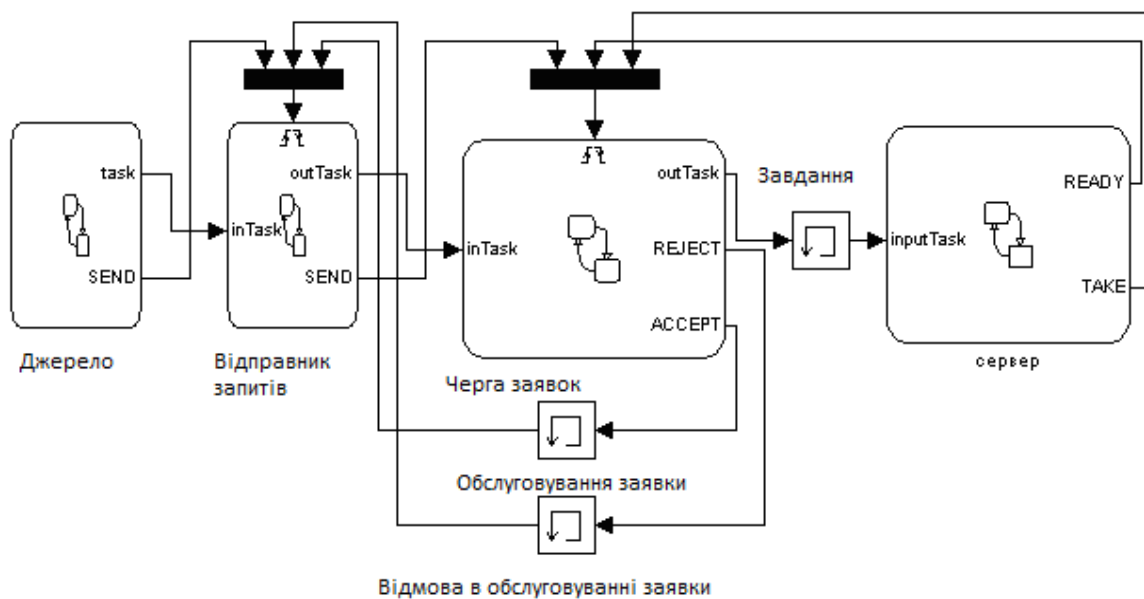 task
SEND
Джерело
inTask
outTask
SEND
Відправник
запитів
inTask
outTask
REJECT
ACCEPT
Черга заявок
Завдання
inputTask
READY
TAKE
сервер
Обслуговування заявки
Відмова в обслуговуванні заявки